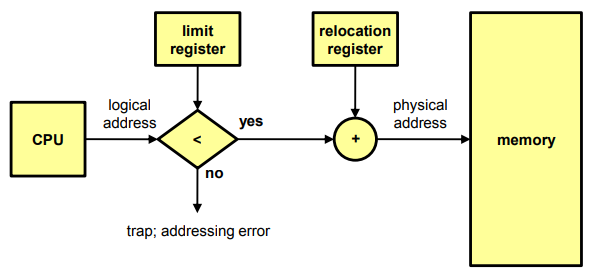 limit
register
relocation
register
logical
address
yes
physical
address
CPU
<
+
memory
no
trap; addressing error